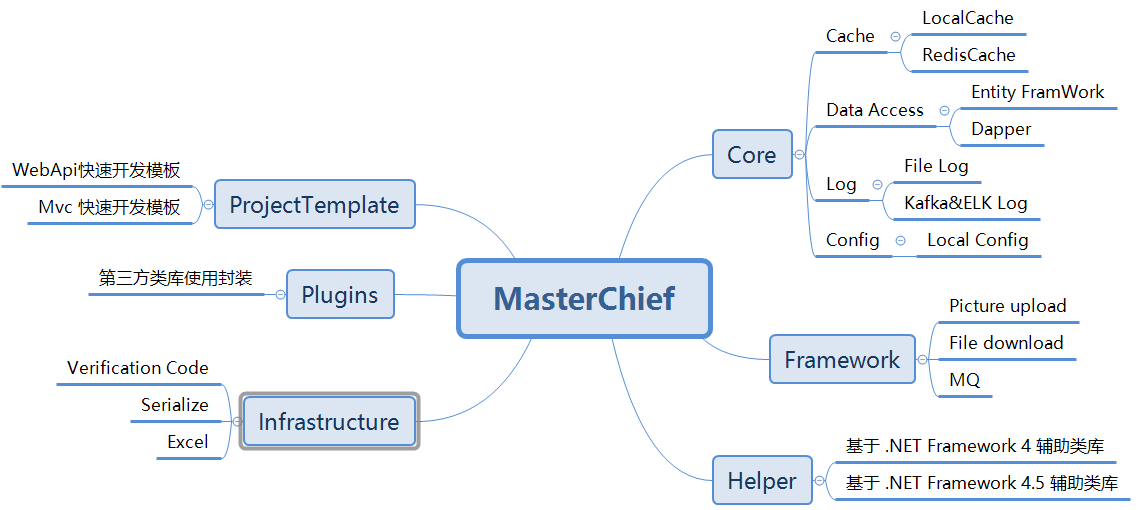 MasterChief
Core
Cache
LocalCache
RedisCache
Data Access
Entity FramWork
Dapper
Log
File Log
Kafka&ELK Log
Config
Local Config
Framework
Picture upload
File download
MQ
Helper
基于 .NET Framework 4 辅助类库
基于 .NET Framework 4.5 辅助类库
ProjectTemplate
WebApi快速开发模板
Mvc 快速开发模板
Plugins
第三方类库使用封装
Infrastructure
Verification Code
Serialize
Excel